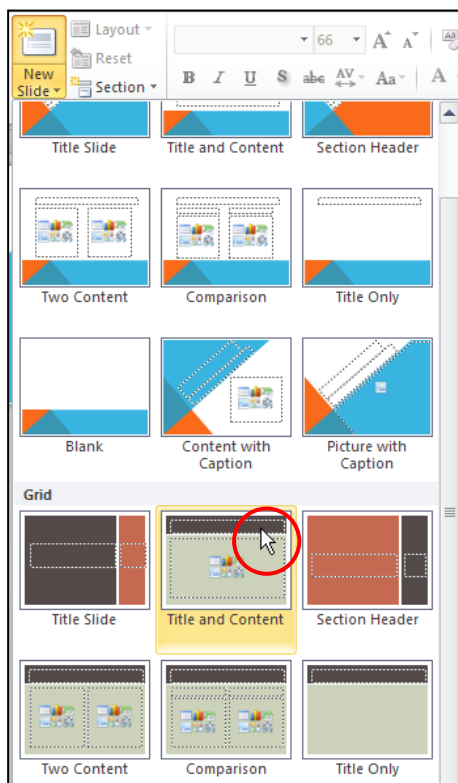 Layout
Reset
New
Slide
Section
66
A A Aa
B I U S abc AV Aa A
Title Slide Title and Content Section Header
Two Content Comparison Title Only
Blank Content with Caption Picture with Caption
Grid
Title Slide Title and Content Section Header
Two Content Comparison Title Only